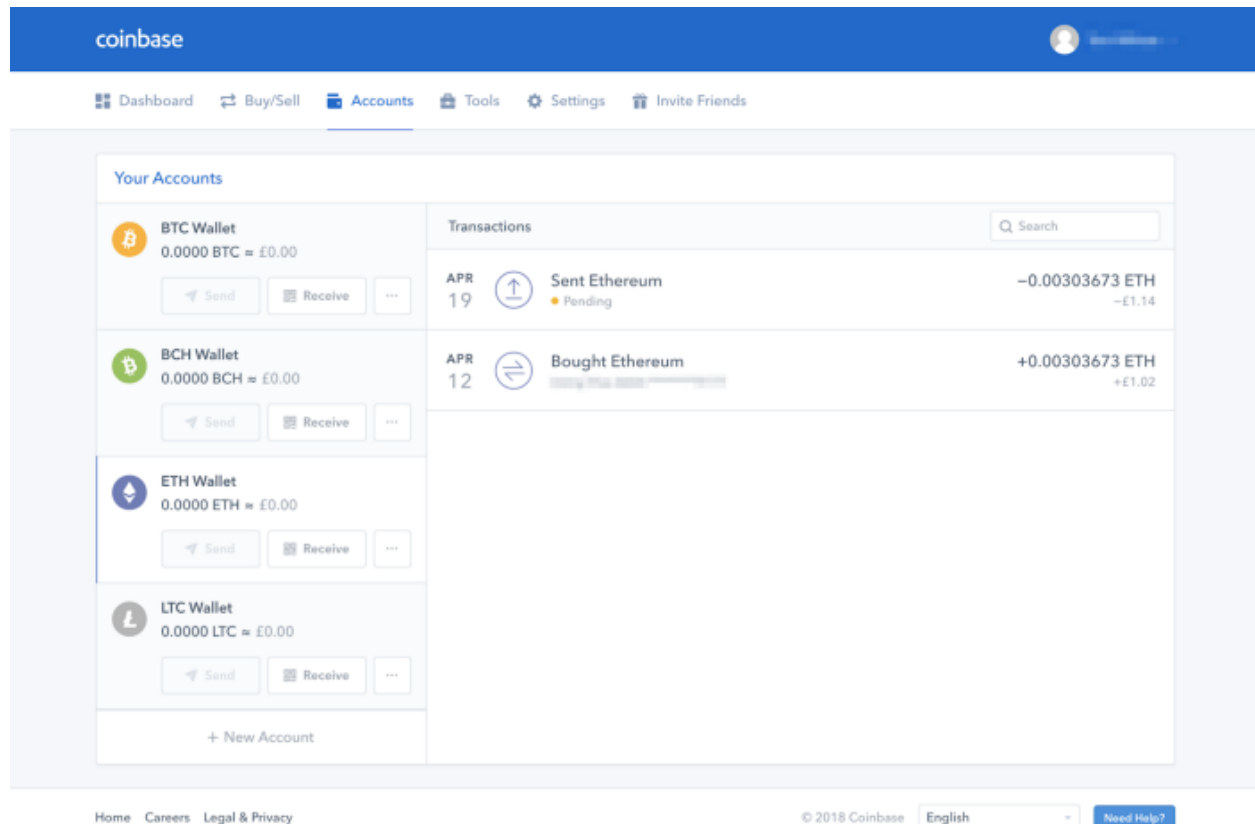 coinbase
Dashboard Buy/Sell Accounts Tools Settings Invite Friends
Your Accounts
BTC Wallet
0.0000 BTC ≈ £0.00
Send Receive ...
BCH Wallet
0.0000 BCH ≈ £0.00
Send Receive ...
ETH Wallet
0.0000 ETH ≈ £0.00
Send Receive ...
LTC Wallet
0.0000 LTC ≈ £0.00
Send Receive ...
+ New Account
Transactions Search
APR
19
Sent Ethereum
Pending
−0.00303673 ETH
−£1.14
APR
12
Bought Ethereum
+0.00303673 ETH
+£1.02
Home Careers Legal & Privacy
© 2018 Coinbase English Need Help?